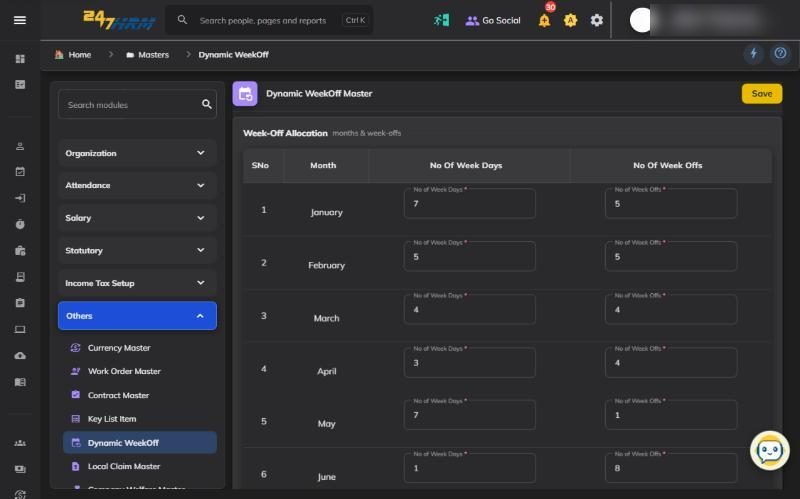 247HRM
Search people, pages and reports Ctrl K
Go Social
30
A
Home > Masters > Dynamic WeekOff
Search modules
Organization
Attendance
Salary
Statutory
Income Tax Setup
Others
Currency Master
Work Order Master
Contract Master
Key List Item
Dynamic WeekOff
Local Claim Master
Company Welfare Master
Dynamic WeekOff Master
Save
Week-Off Allocation months & week-offs
SNo Month No Of Week Days No Of Week Offs
No of Week Days * No of Week Offs *
1 January 7 5
No of Week Days * No of Week Offs *
2 February 5 5
No of Week Days * No of Week Offs *
3 March 4 4
No of Week Days * No of Week Offs *
4 April 3 4
No of Week Days * No of Week Offs *
5 May 7 1
No of Week Days * No of Week Offs *
6 June 1 8